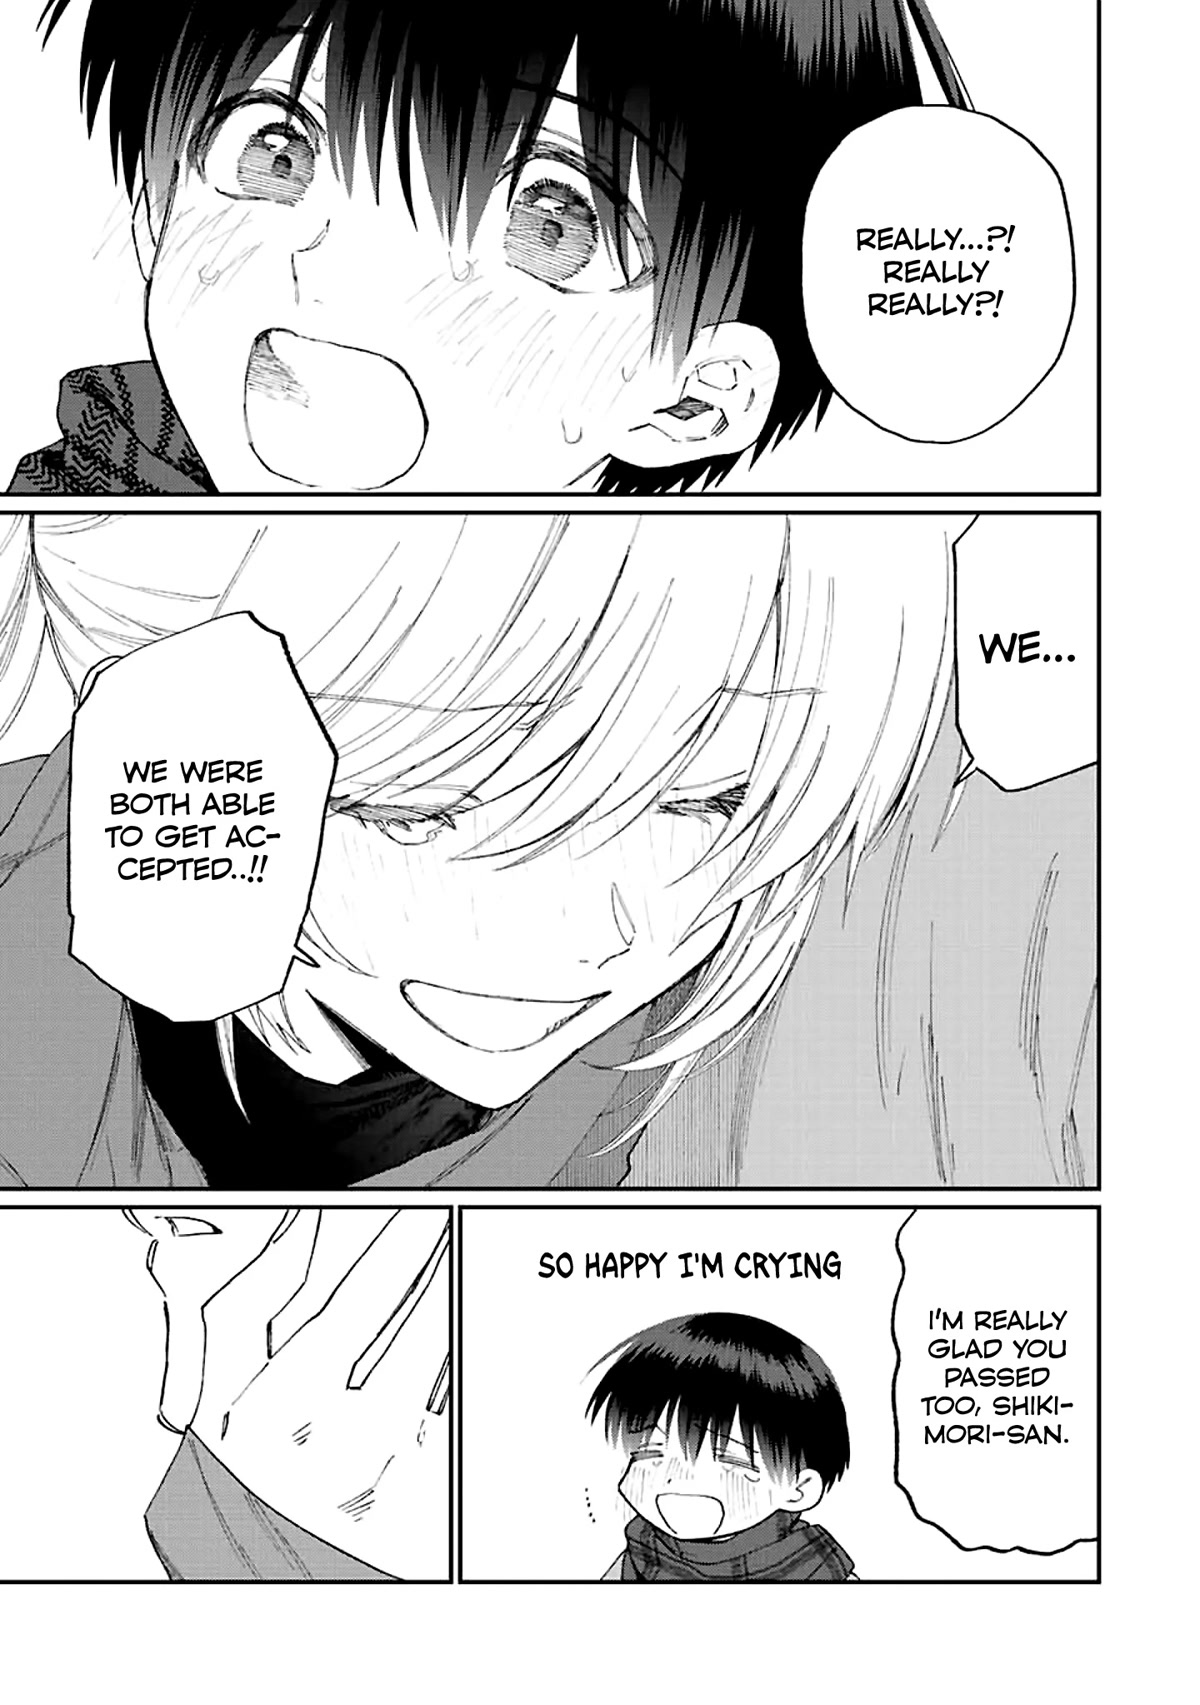 REALLY...?!
REALLY
REALLY?!
WE...
WE WERE
BOTH ABLE
TO GET AC-
CEPTED..!!
I'M REALLY
GLAD YOU
PASSED
TOO, SHIKI-
MORI-SAN.
SO HAPPY I'M CRYING